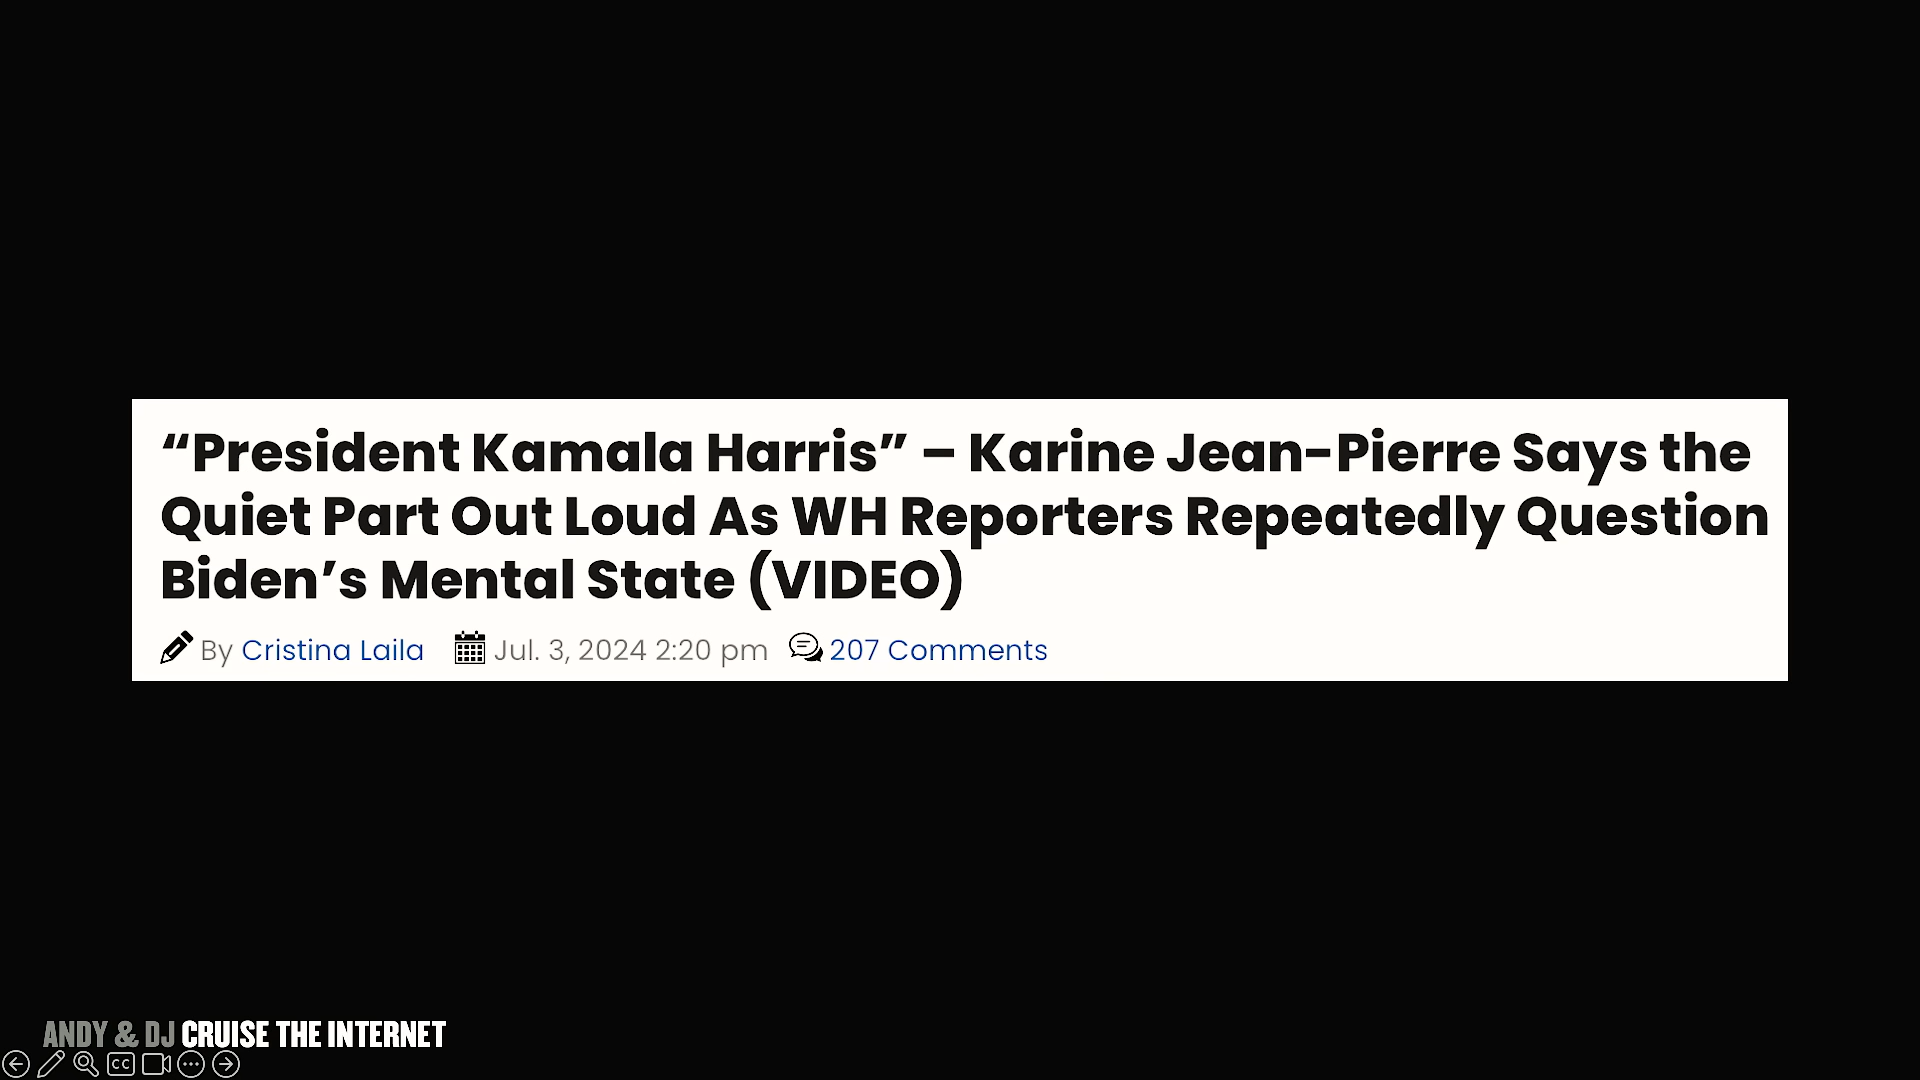 “President Kamala Harris” – Karine Jean-Pierre Says the
Quiet Part Out Loud As WH Reporters Repeatedly Question
Biden’s Mental State (VIDEO)
By Cristina Laila Jul. 3, 2024 2:20 pm 207 Comments
ANDY & DJ CRUISE THE INTERNET
CC